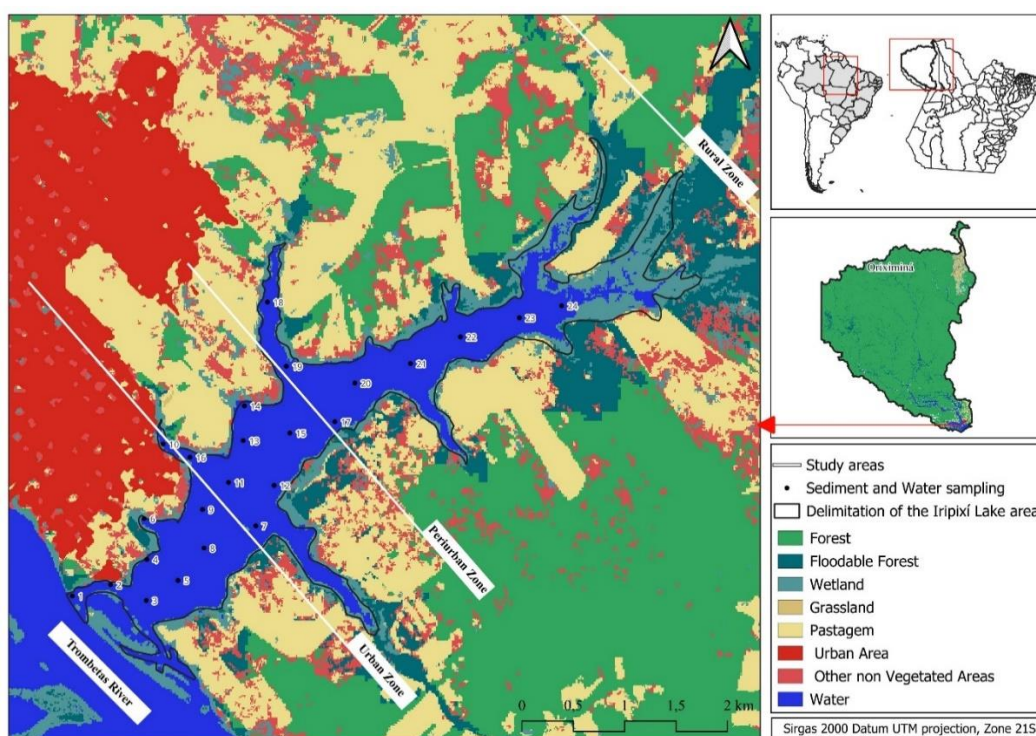 Rural Zone
Oriximiná
18
24
23
22
19
21
20
14
17
15
10
13
16
11
12
9
6
7
8
4
5
2
1
3
Periurban Zone
Urban Zone
Trombetas River
0 0,5 1 1,5 2 km
Study areas
Sediment and Water sampling
Delimitation of the Iripixí Lake area
Forest
Floodable Forest
Wetland
Grassland
Pastagem
Urban Area
Other non Vegetated Areas
Water
Sirgas 2000 Datum UTM projection, Zone 21S